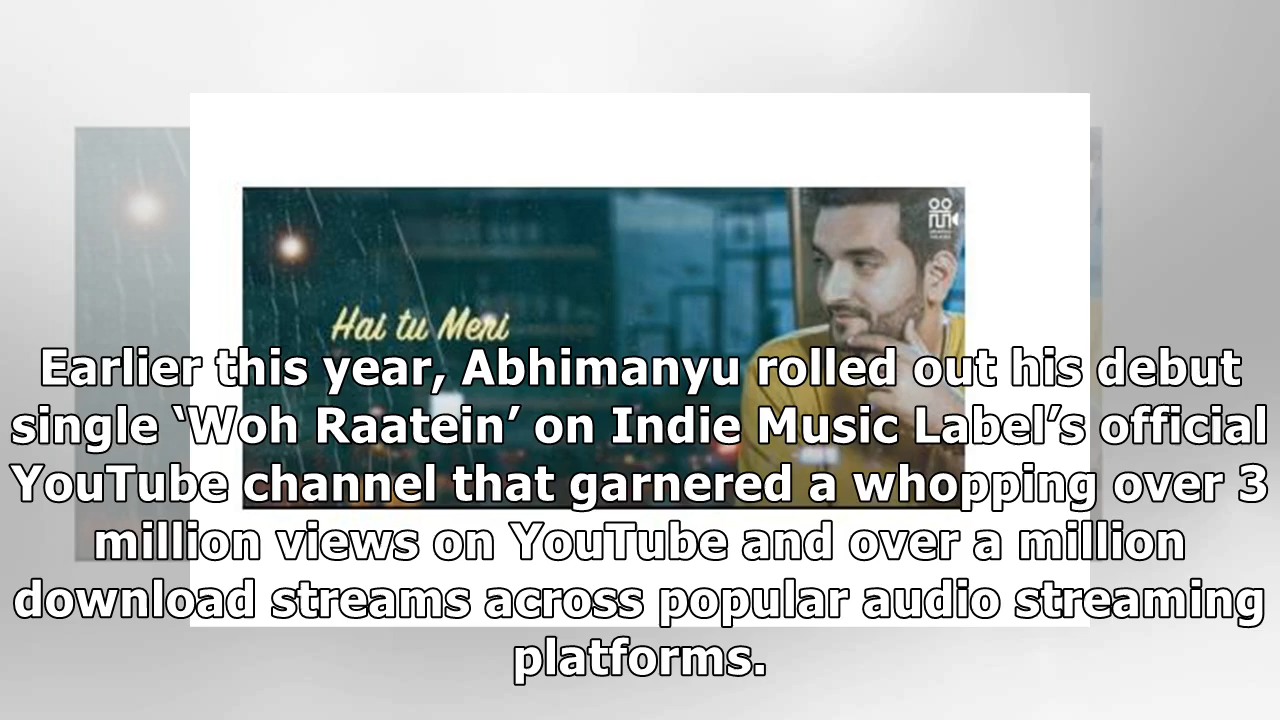 Hai tu Meri
Earlier this year, Abhimanyu rolled out his debut
single ‘Woh Raatein’ on Indie Music Label’s official
YouTube channel that garnered a whopping over 3
million views on YouTube and over a million
download streams across popular audio streaming
platforms.